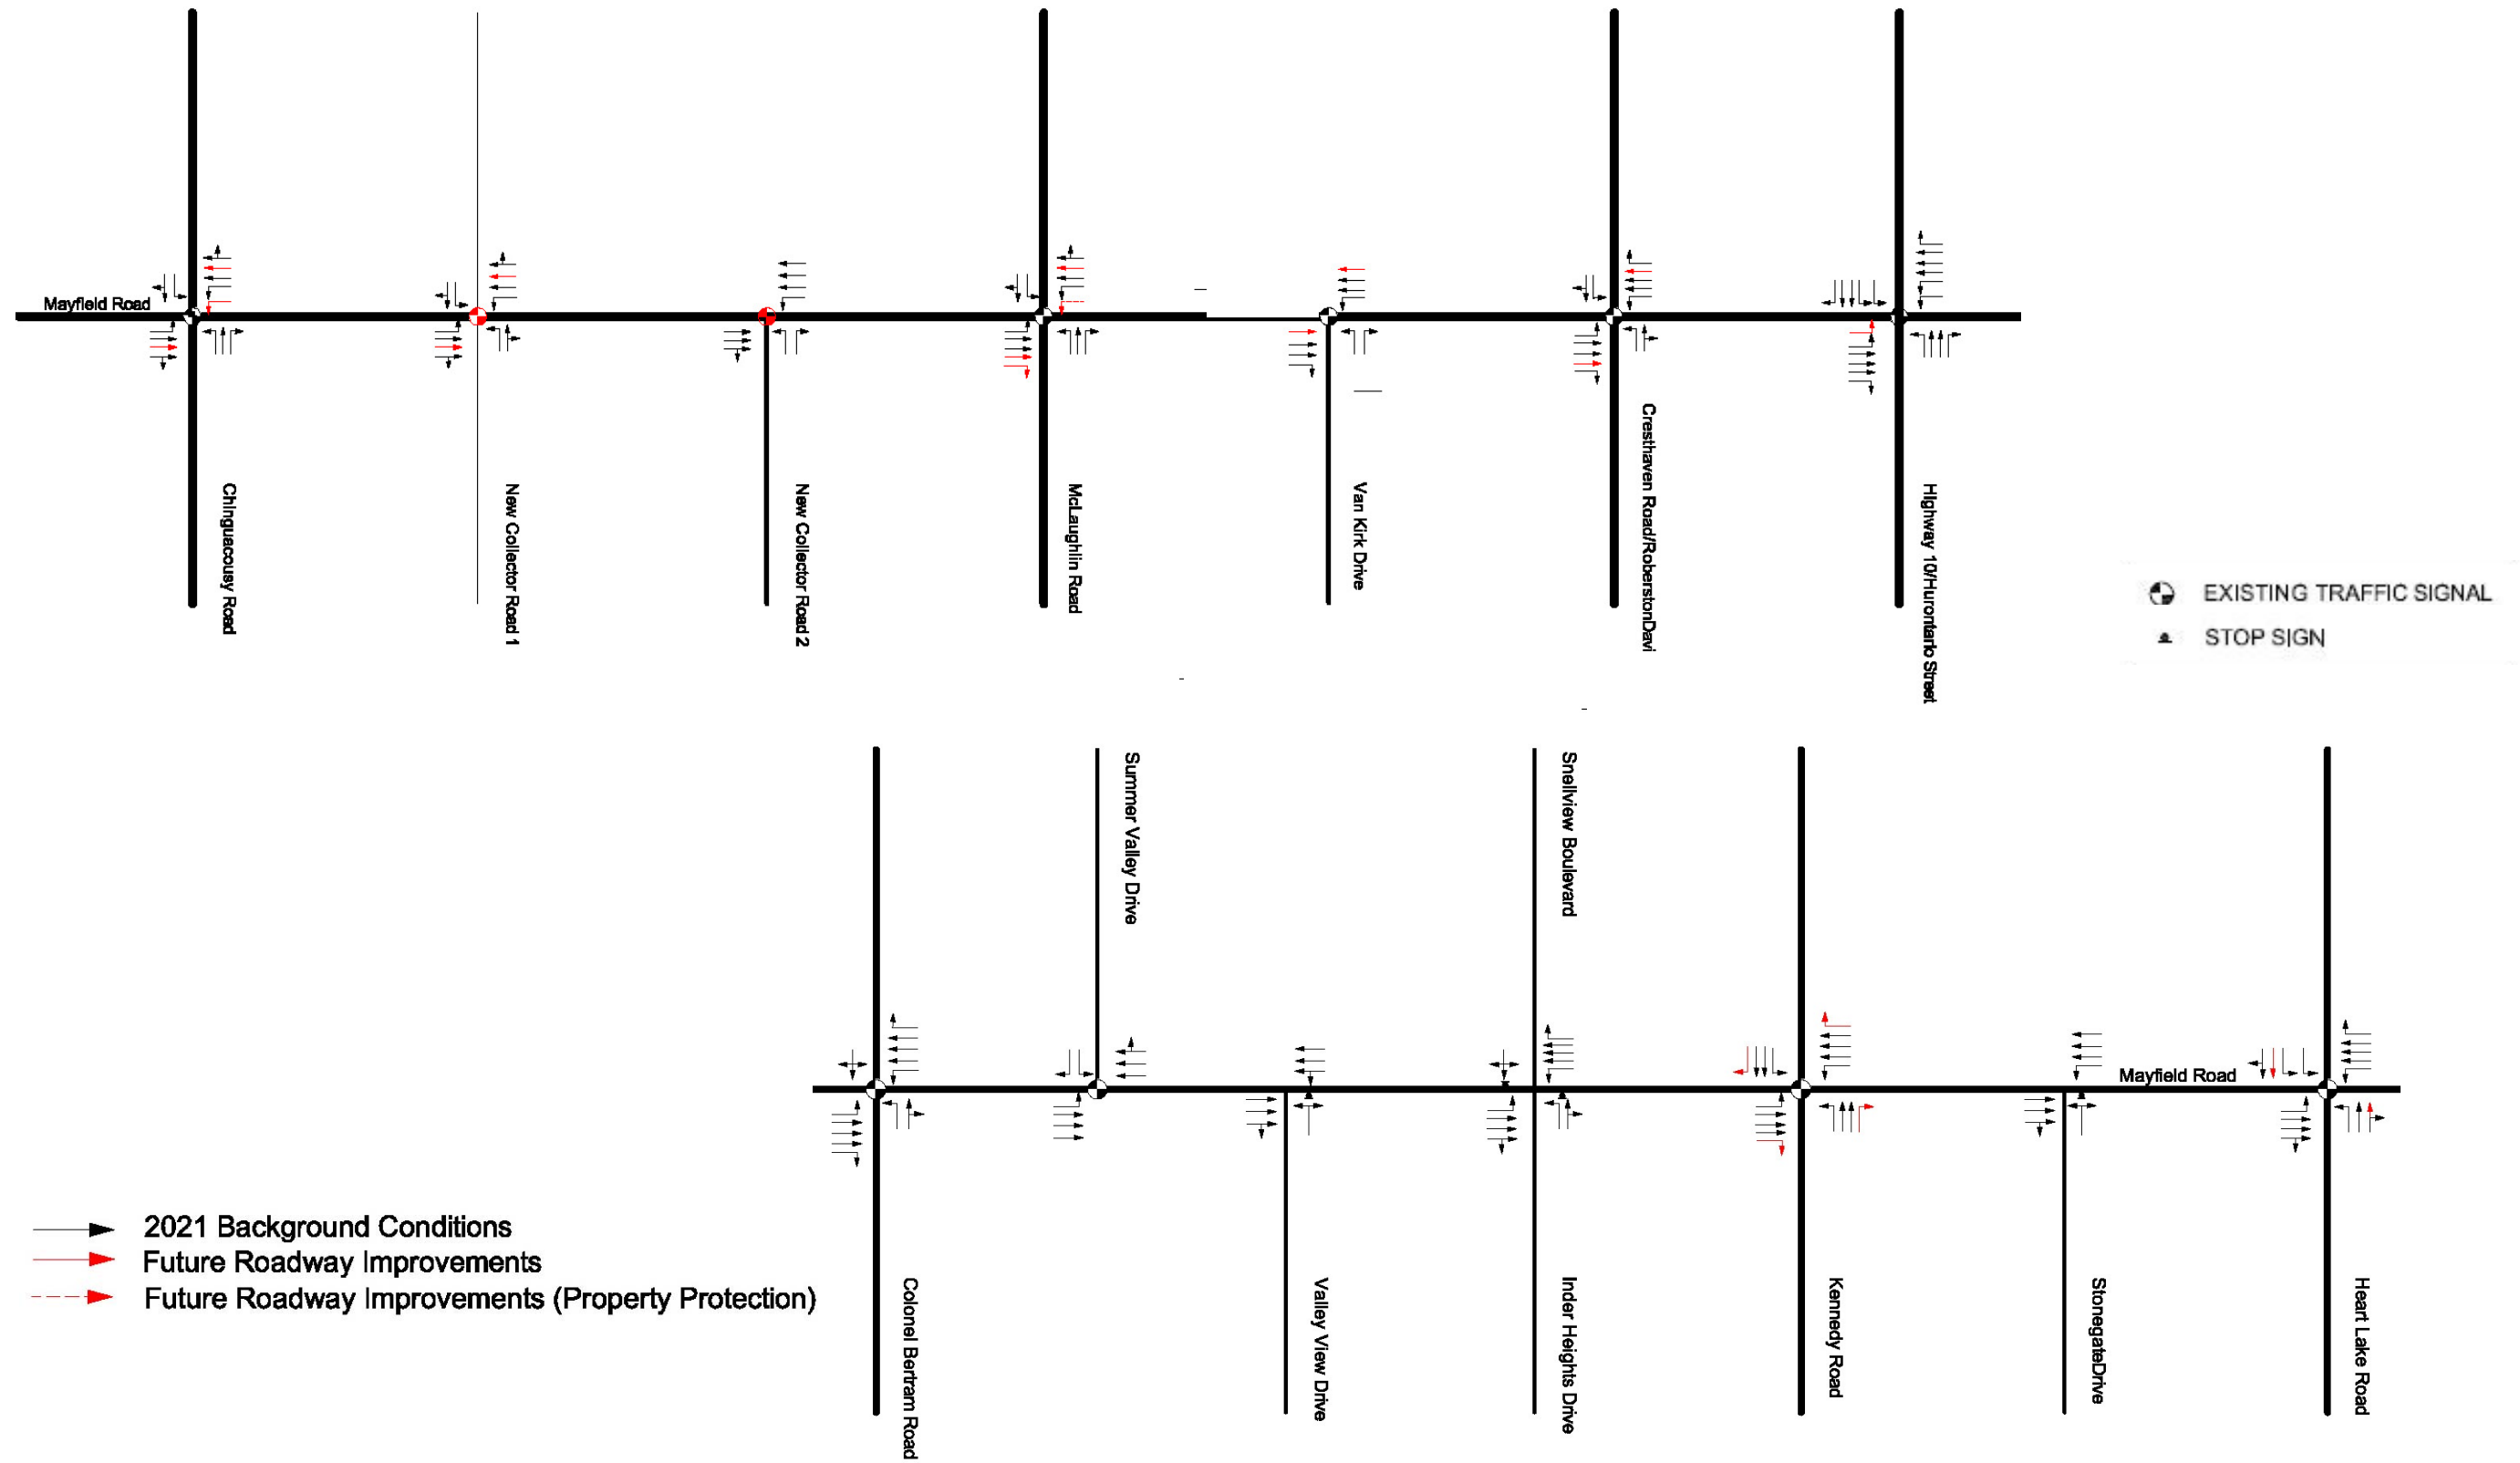 Mayfield Road
Chinguacousy Road
New Collector Road 1
New Collector Road 2
McLaughlin Road
Van Kirk Drive
Cresthaven Road/RoberstonDavi
Highway 10/Hurontario Street
EXISTING TRAFFIC SIGNAL
STOP SIGN
Summer Valley Drive
Snellview Boulevard
Mayfield Road
2021 Background Conditions
Future Roadway Improvements
Future Roadway Improvements (Property Protection)
Colonel Bertram Road
Valley View Drive
Inder Heights Drive
Kennedy Road
StonegateDrive
Heart Lake Road